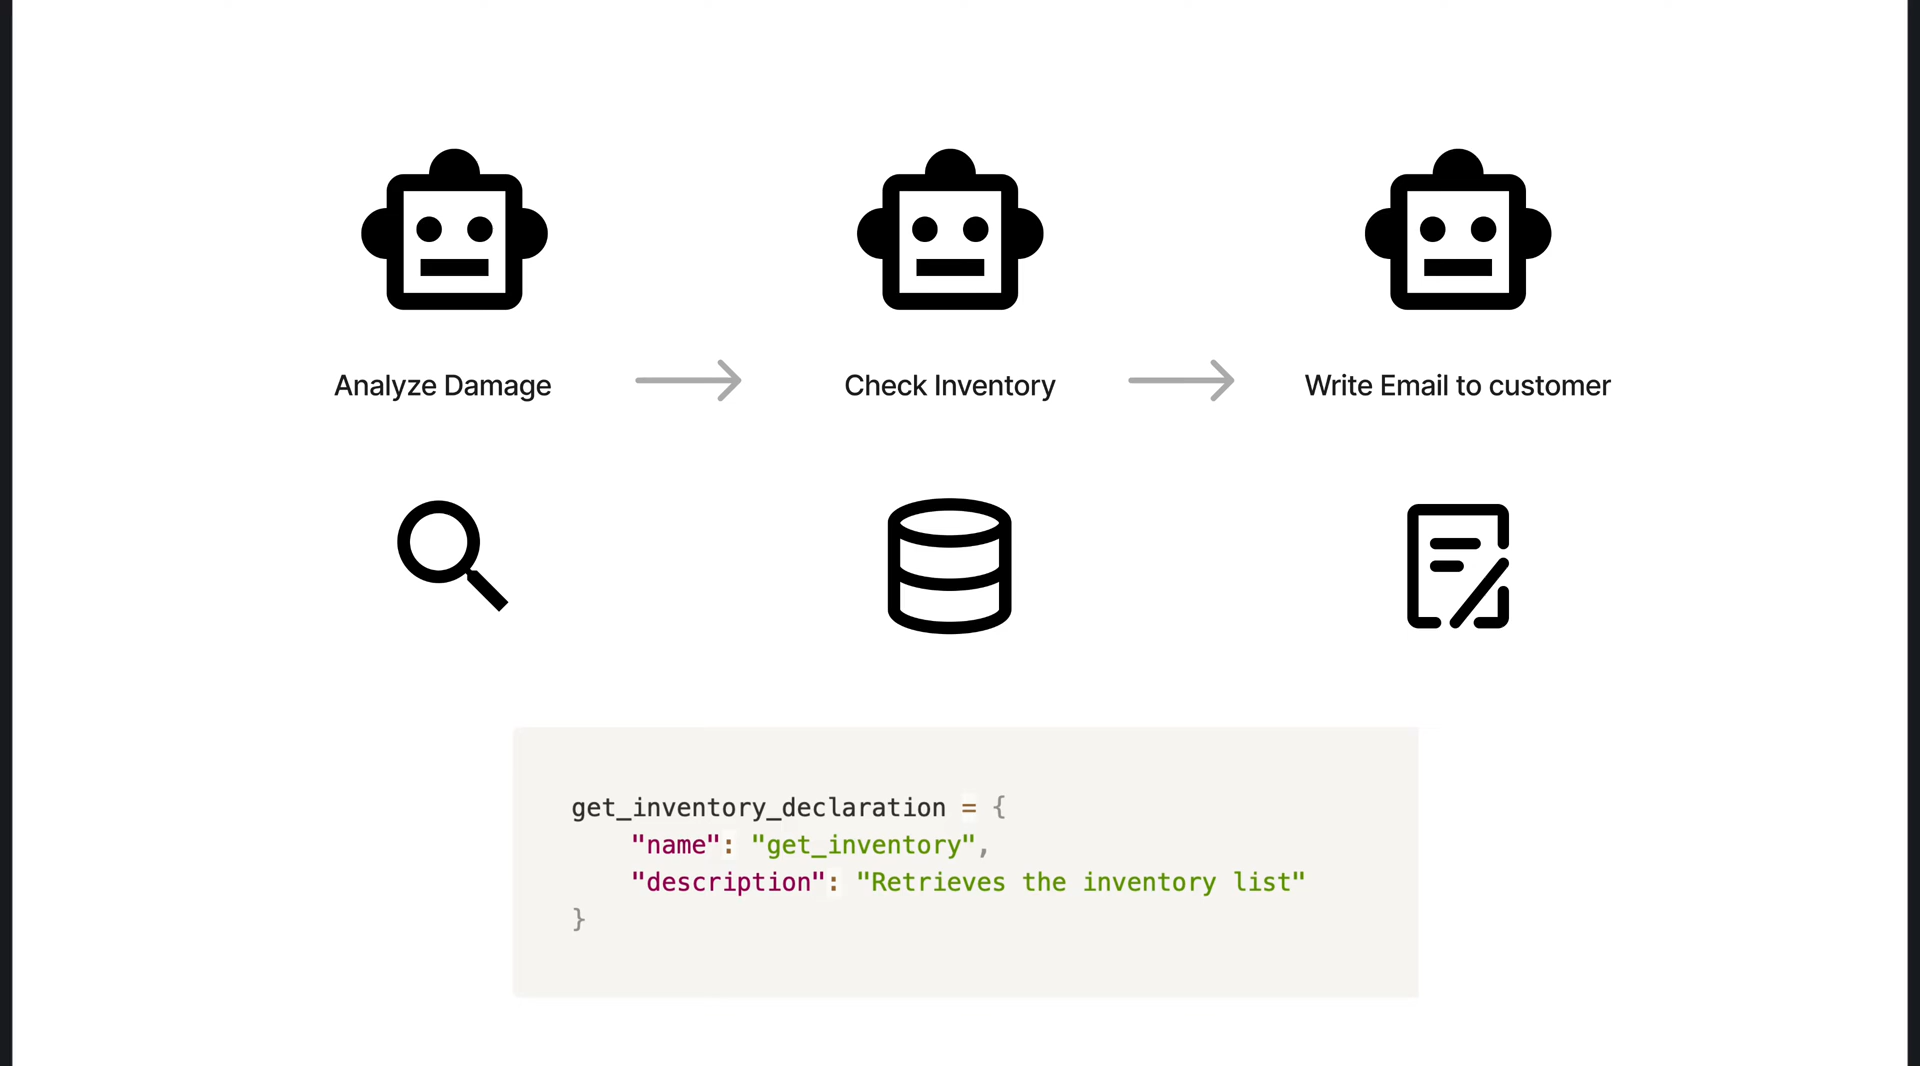 Analyze Damage
Check Inventory
Write Email to customer
get_inventory_declaration = {
    "name": "get_inventory",
    "description": "Retrieves the inventory list"
}